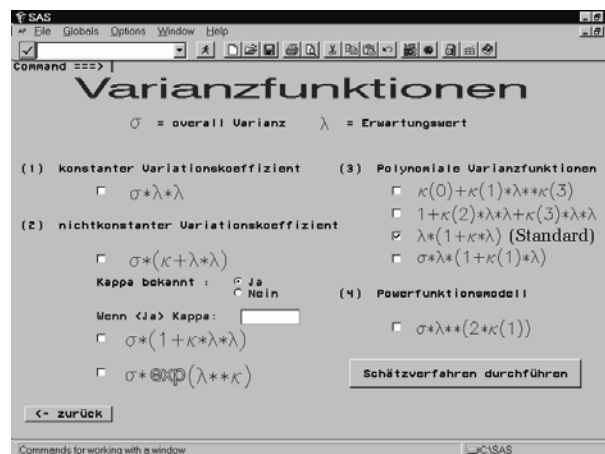 SAS
File Globals Options Window Help
Command ===>
Varianzfunktionen
σ = overall Varianz λ = Erwartungswert
(1) konstanter Variationskoeffizient
σ*λ*λ
(2) nichtkonstanter Variationskoeffizient
σ*(κ+λ*λ)
Kappa bekannt : Ja
Nein
Wenn <Ja> Kappa:
σ*(1+κ*λ*λ)
σ*exp(λ**κ)
<- zurück
(3) Polynomiale Varianzfunktionen
κ(0)+κ(1)*λ**κ(3)
1+κ(2)*λ*λ+κ(3)*λ*λ
λ*(1+κ*λ) (Standard)
σ*λ*(1+κ(1)*λ)
(4) Powerfunktionsmodell
σ*λ**(2*κ(1))
Schätzverfahren durchführen
Commands for working with a window
C:\SAS